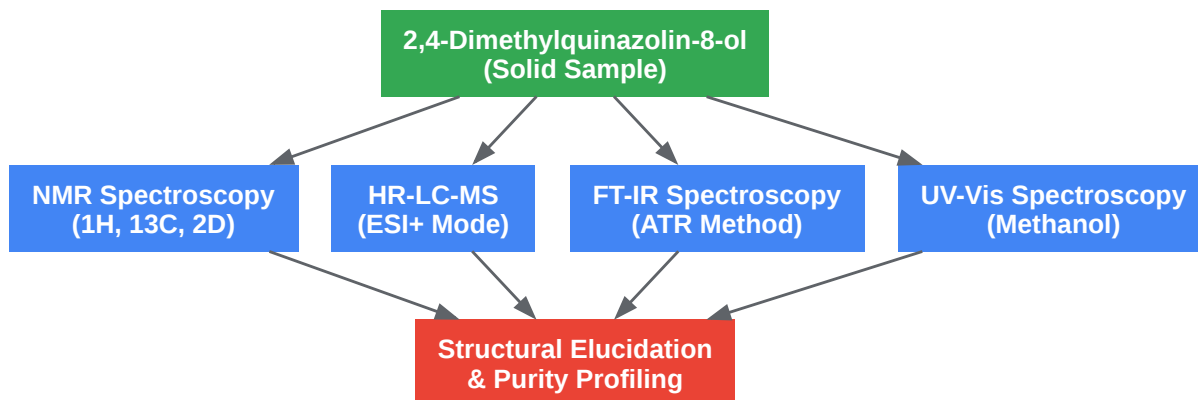 2,4-Dimethylquinazolin-8-ol
(Solid Sample)
NMR Spectroscopy
(1H, 13C, 2D)
HR-LC-MS
(ESI+ Mode)
FT-IR Spectroscopy
(ATR Method)
UV-Vis Spectroscopy
(Methanol)
Structural Elucidation
& Purity Profiling